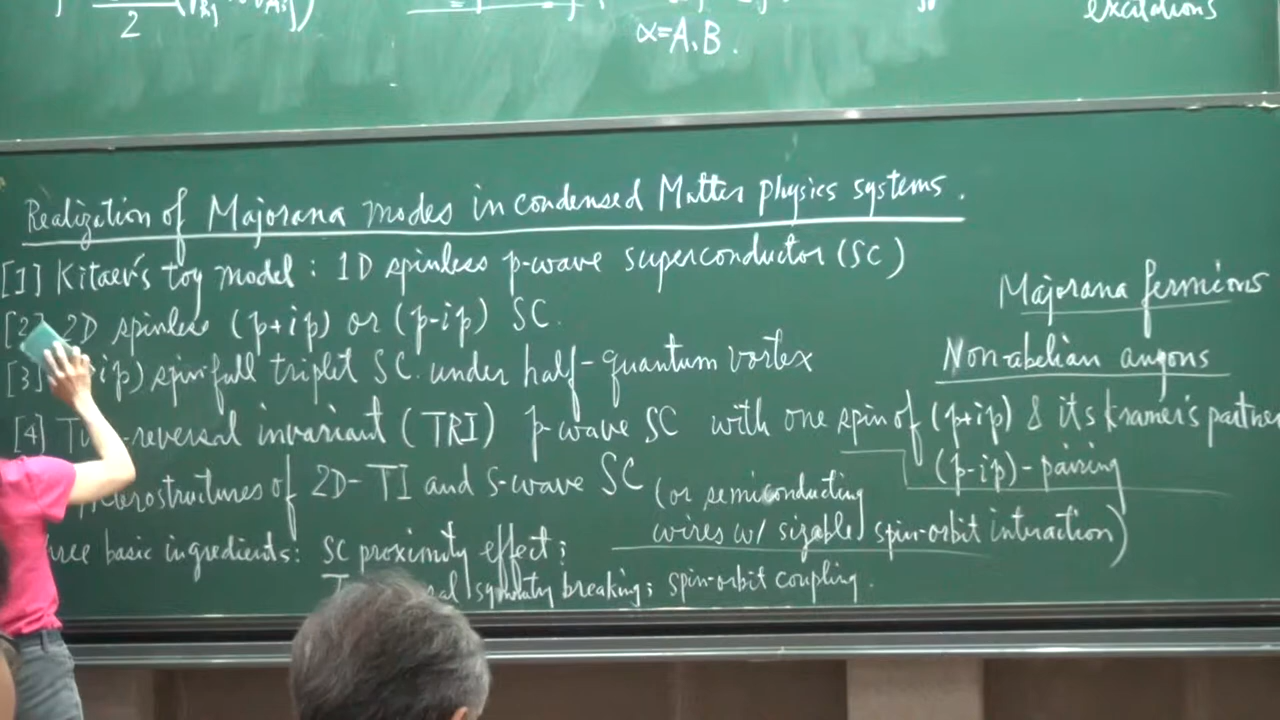 2
α=A,B.
excitations
Realization of Majorana modes in condensed Matter physics systems.
[1] Kitaev's toy model : 1D spinless p-wave superconductor (SC)
Majorana fermions
[2] 2D spinless (p+ip) or (p-ip) SC.
Non-abelian anyons
[3] ip) spinfull triplet SC. under half-quantum vortex
[4] -reversal invariant (TRI) p-wave SC with one spin of (p+ip) & its Kramer's partner
(p-ip)-pairing
of 2D-TI and S-wave SC (or semiconducting
wires w/ sizable spin-orbit interaction)
basic ingredients: SC proximity effect;
symmetry breaking; spin-orbit coupling.